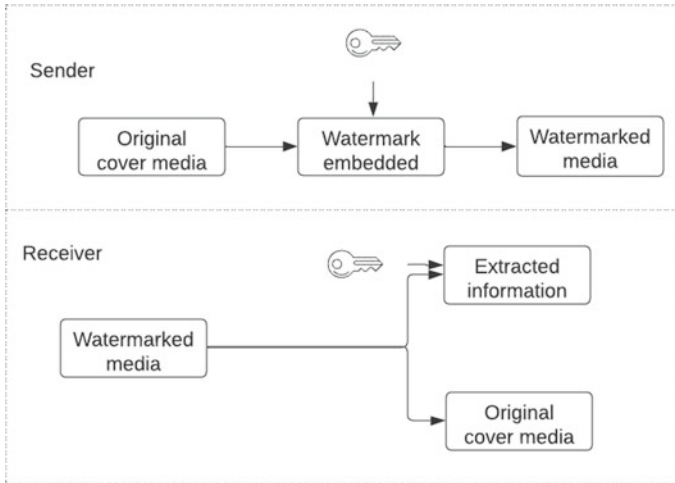 Sender
Original
cover media
Watermark
embedded
Watermarked
media
Receiver
Extracted
information
Watermarked
media
Original
cover media